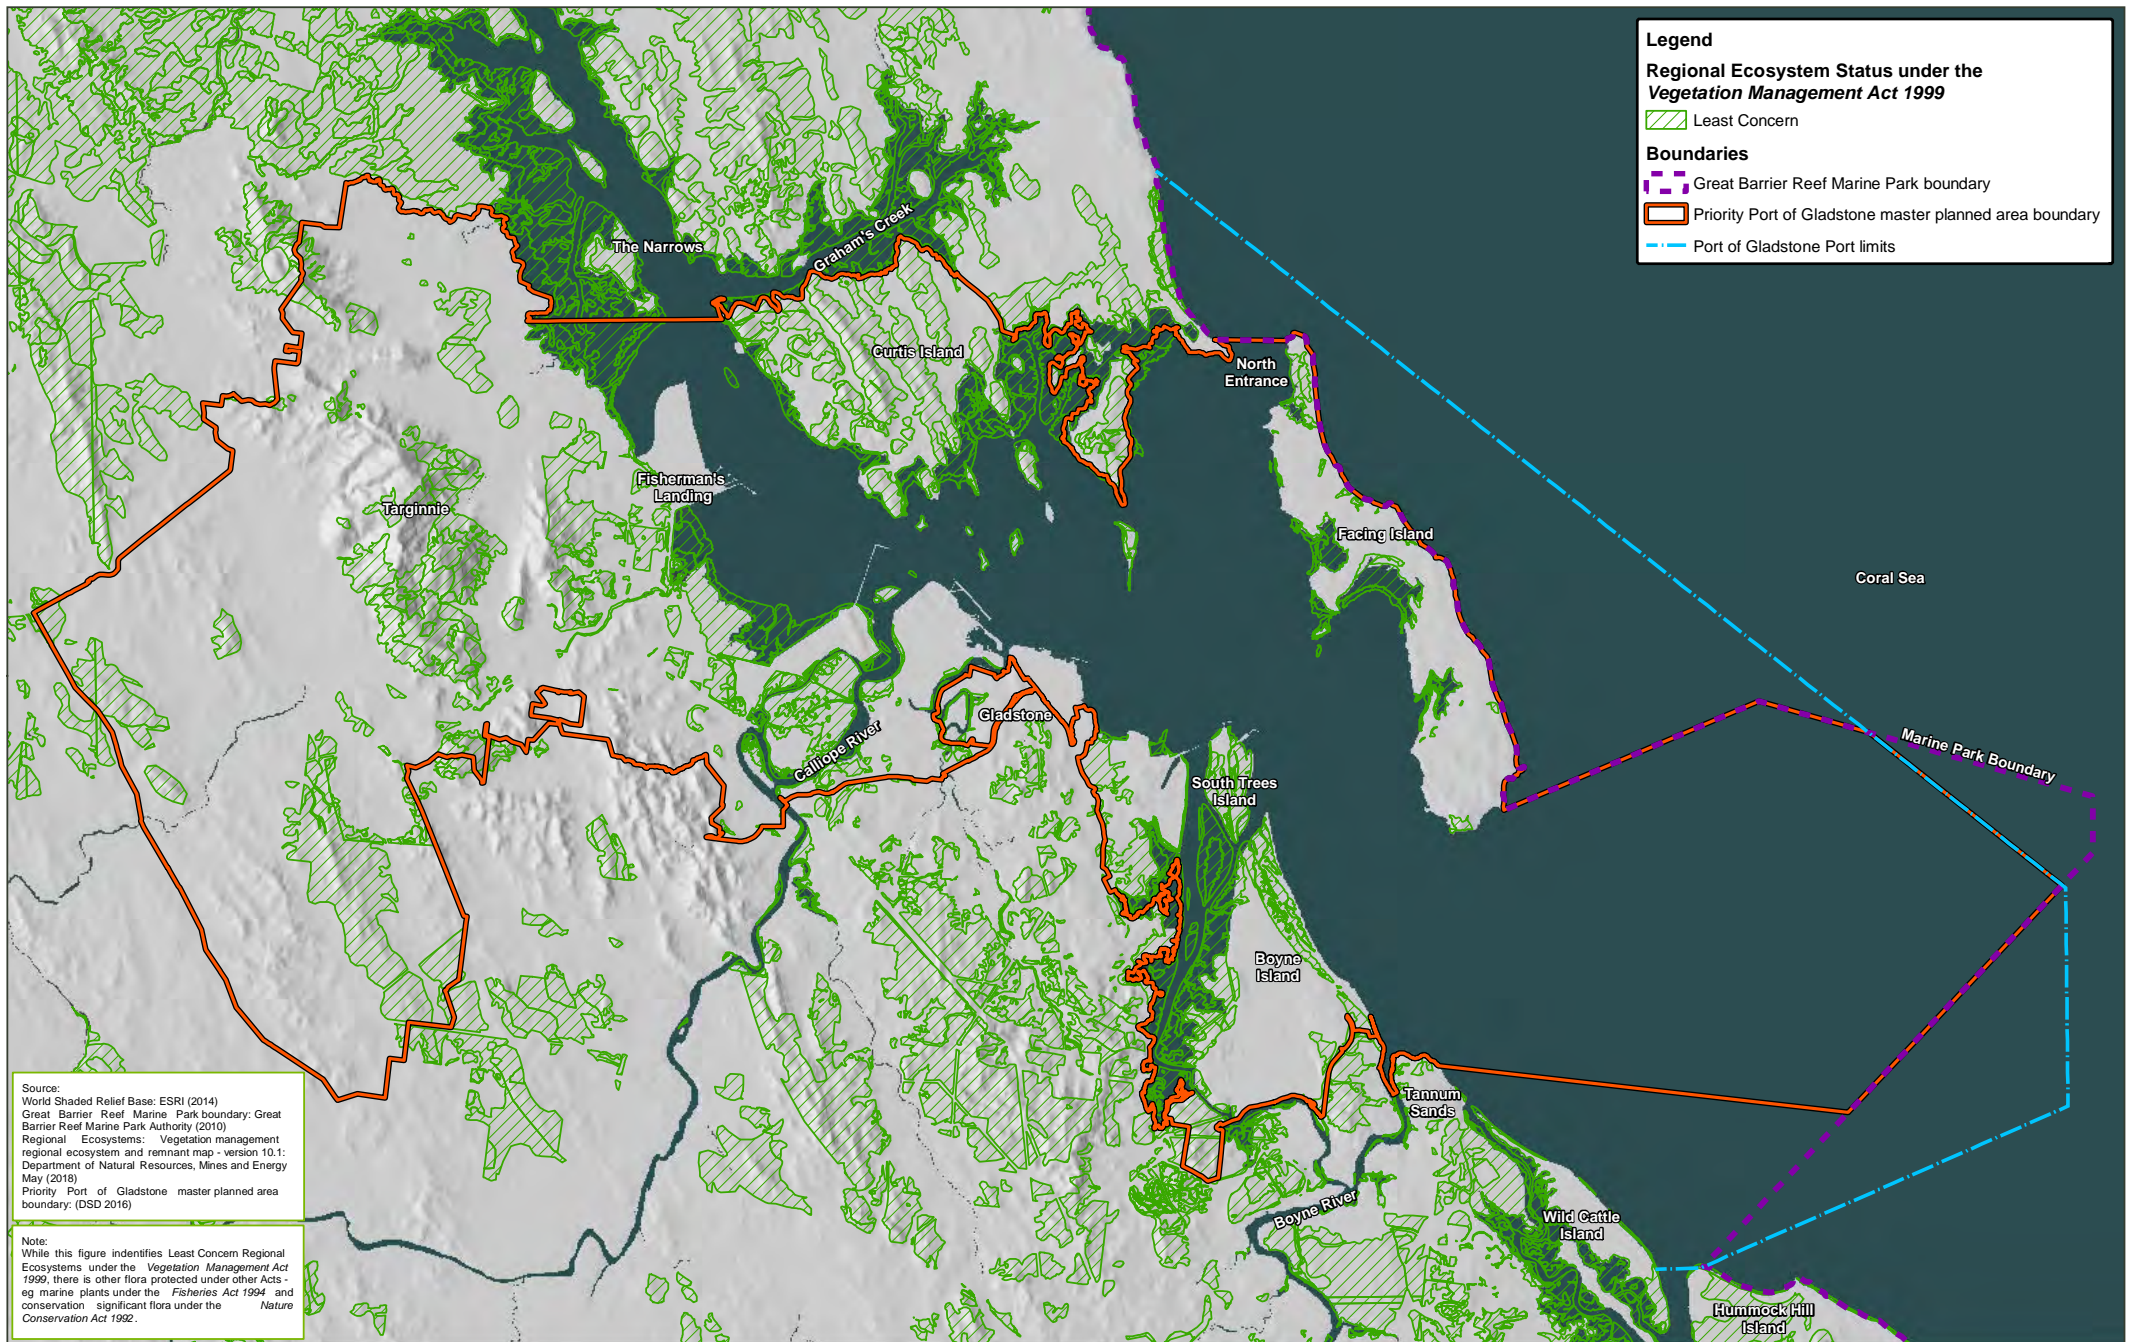 Legend
Regional Ecosystem Status under the
Vegetation Management Act 1999
Least Concern
Boundaries
Great Barrier Reef Marine Park boundary
Priority Port of Gladstone master planned area boundary
Port of Gladstone Port limits
The Narrows
Graham's Creek
Curtis Island
North
Entrance
Fisherman's
Landing
Targinnie
Facing Island
Coral Sea
Gladstone
Calliope River
Marine Park Boundary
South Trees
Island
Boyne
Island
Tannum
Sands
Boyne River
Wild Cattle
Island
Hummock Hill
Island
Source:
World Shaded Relief Base: ESRI (2014)
Great Barrier Reef Marine Park boundary: Great
Barrier Reef Marine Park Authority (2010)
Regional Ecosystems: Vegetation management
regional ecosystem and remnant map - version 10.1:
Department of Natural Resources, Mines and Energy
May (2018)
Priority Port of Gladstone master planned area
boundary: (DSD 2016)
Note:
While this figure indentifies Least Concern Regional
Ecosystems under the Vegetation Management Act
1999, there is other flora protected under other Acts -
eg marine plants under the Fisheries Act 1994 and
conservation significant flora under the Nature
Conservation Act 1992.